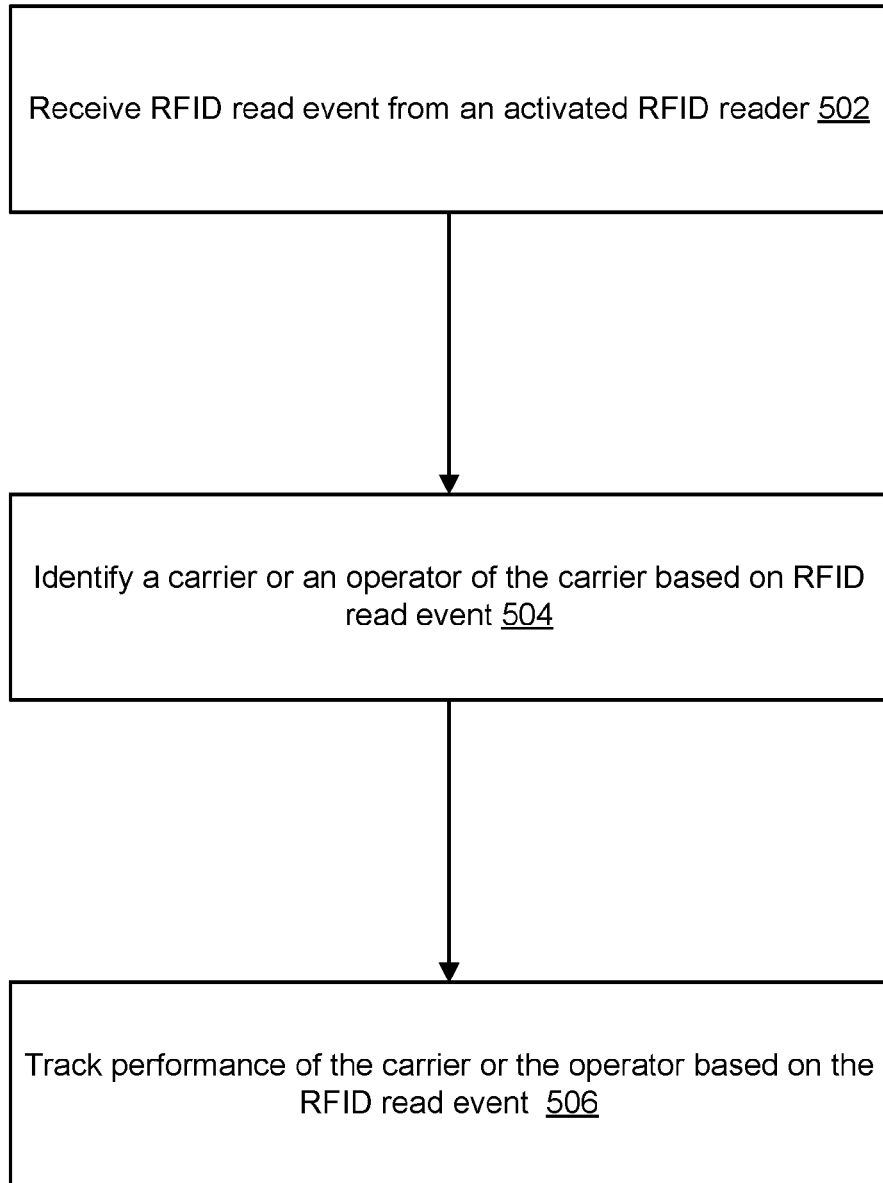 Receive RFID read event from an activated RFID reader 502
Identify a carrier or an operator of the carrier based on RFID
read event 504
Track performance of the carrier or the operator based on the
RFID read event 506